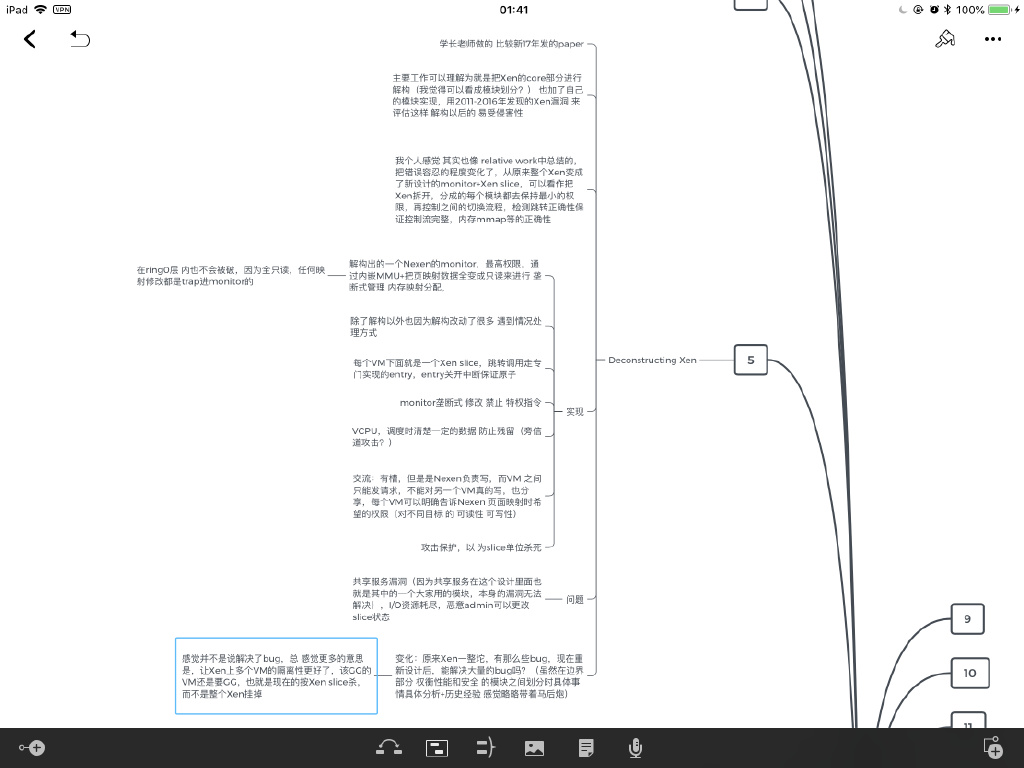 iPad
VPN
01:41
100%
学长老师做的 比较新17年发的paper
主要工作可以理解为就是把Xen的core部分进行
解构（我觉得可以看成模块划分？） 也加了自己
的模块实现，用2011-2016年发现的Xen漏洞 来
评估这样 解构以后的 易受侵害性
我个人感觉 其实也像 relative work中总结的，
把错误容忍的程度变化了，从原来整个Xen变成
了新设计的monitor+Xen slice，可以看作把
Xen拆开，分成的每个模块都去保持最小的权
限，再控制之间的切换流程，检测跳转正确性保
证控制流完整，内存mmap等的正确性
解构出的一个Nexen的monitor，最高权限，通
过内嵌MMU+把页映射数据全变成只读来进行 垄
断式管理 内存映射分配，
在ring0层 内也不会被破，因为全只读，任何映
射修改都是trap进monitor的
除了解构以外也因为解构改动了很多 遇到情况处
理方式
每个VM下面就是一个Xen slice，跳转调用走专
门实现的entry，entry关开中断保证原子
monitor垄断式 修改 禁止 特权指令
VCPU，调度时清楚一定的数据 防止残留（旁信
道攻击？）
交流：有槽，但是是Nexen负责写，而VM 之间
只能发请求，不能对另一个VM真的写，也分
享，每个VM可以明确告诉Nexen 页面映射时希
望的权限（对不同目标 的 可读性 可写性）
攻击保护，以 为slice单位杀死
实现
共享服务漏洞（因为共享服务在这个设计里面也
就是其中的一个大家用的模块，本身的漏洞无法
解决），I/O资源耗尽，恶意admin可以更改
slice状态
问题
变化：原来Xen一整坨，有那么些bug，现在重
新设计后，能解决大量的bug吗？（虽然在边界
部分 权衡性能和安全 的模块之间划分时具体事
情具体分析+历史经验 感觉略略带着马后炮）
感觉并不是说解决了bug，总 感觉更多的意思
是，让Xen上多个VM的隔离性更好了，该GG的
VM还是要GG，也就是现在的按Xen slice杀，
而不是整个Xen挂掉
Deconstructing Xen
5
9
10
11